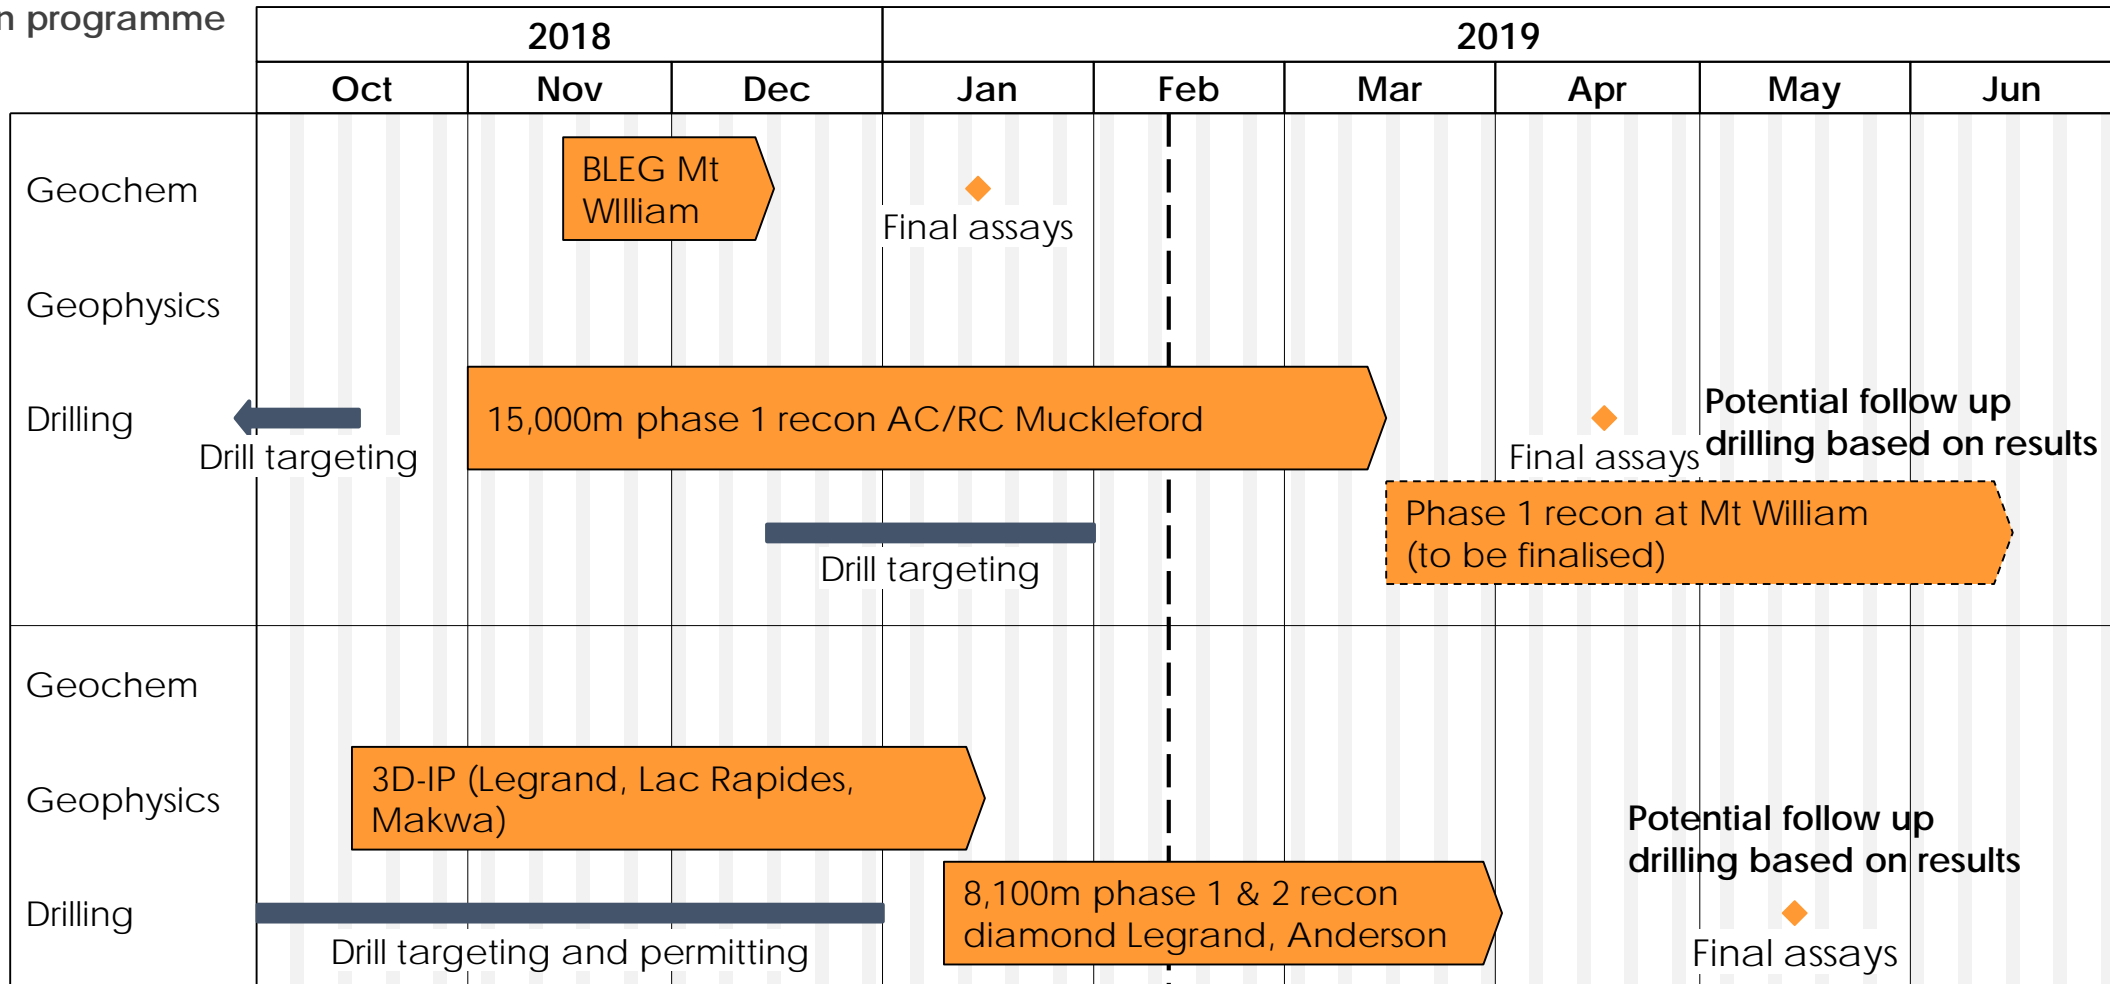 programme
2018
2019
Oct
Nov
Dec
Jan
Feb
Mar
Apr
May
Jun
Geochem
BLEG Mt
WIlliam
Final assays
Geophysics
Drilling
Drill targeting
15,000m phase 1 recon AC/RC Muckleford
Final assays
Potential follow up
drilling based on results
Drill targeting
Phase 1 recon at Mt William
(to be finalised)
Geochem
Geophysics
3D-IP (Legrand, Lac Rapides,
Makwa)
Potential follow up
drilling based on results
Drilling
Drill targeting and permitting
8,100m phase 1 & 2 recon
diamond Legrand, Anderson
Final assays